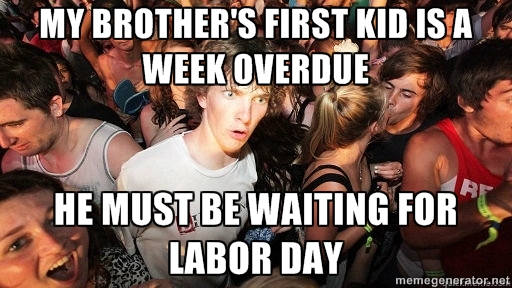 MY BROTHER'S FIRST KID IS A
WEEK OVERDUE
HE MUST BE WAITING FOR
LABOR DAY
memegenerator.net